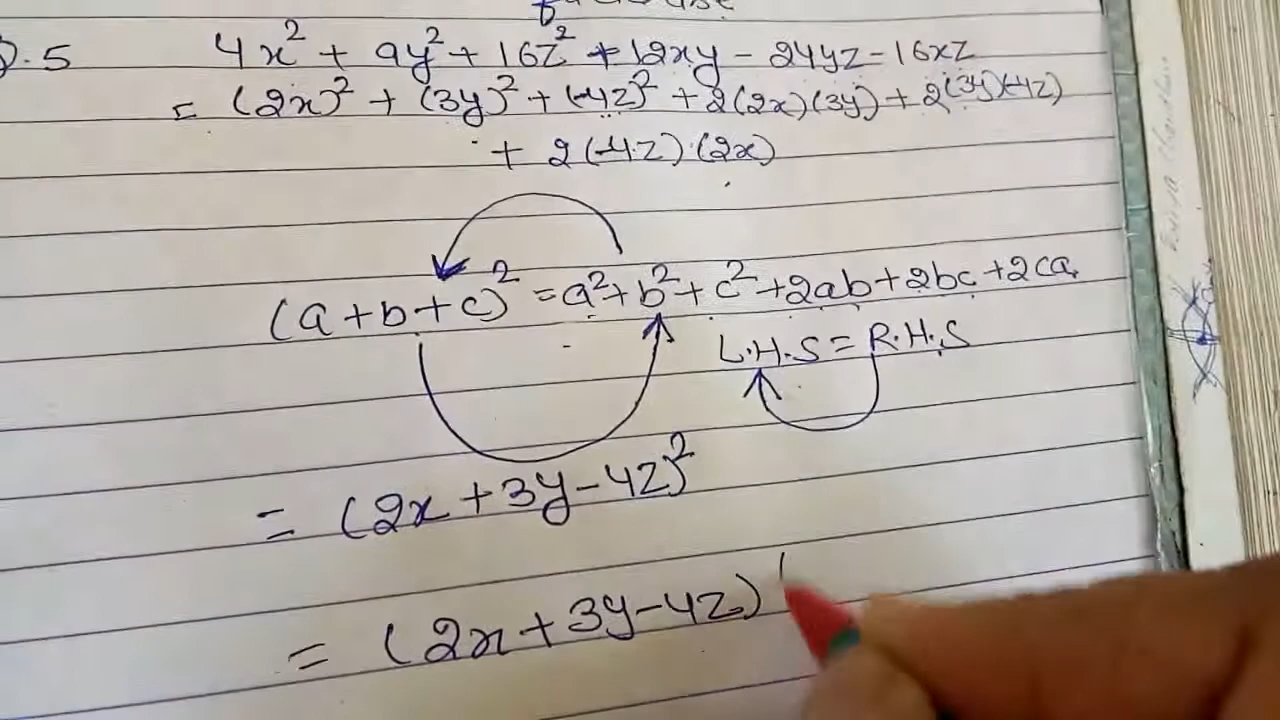 Q.5 4x² + 9y² + 16z² + 12xy - 24yz - 16xz
= (2x)² + (3y)² + (-4z)² + 2(2x)(3y) + 2(3y)(-4z)
+ 2(-4z)(2x)
(a+b+c)² = a²+b²+c²+2ab+2bc+2ca
L.H.S = R.H.S
= (2x+3y-4z)²
= (2x+3y-4z) (